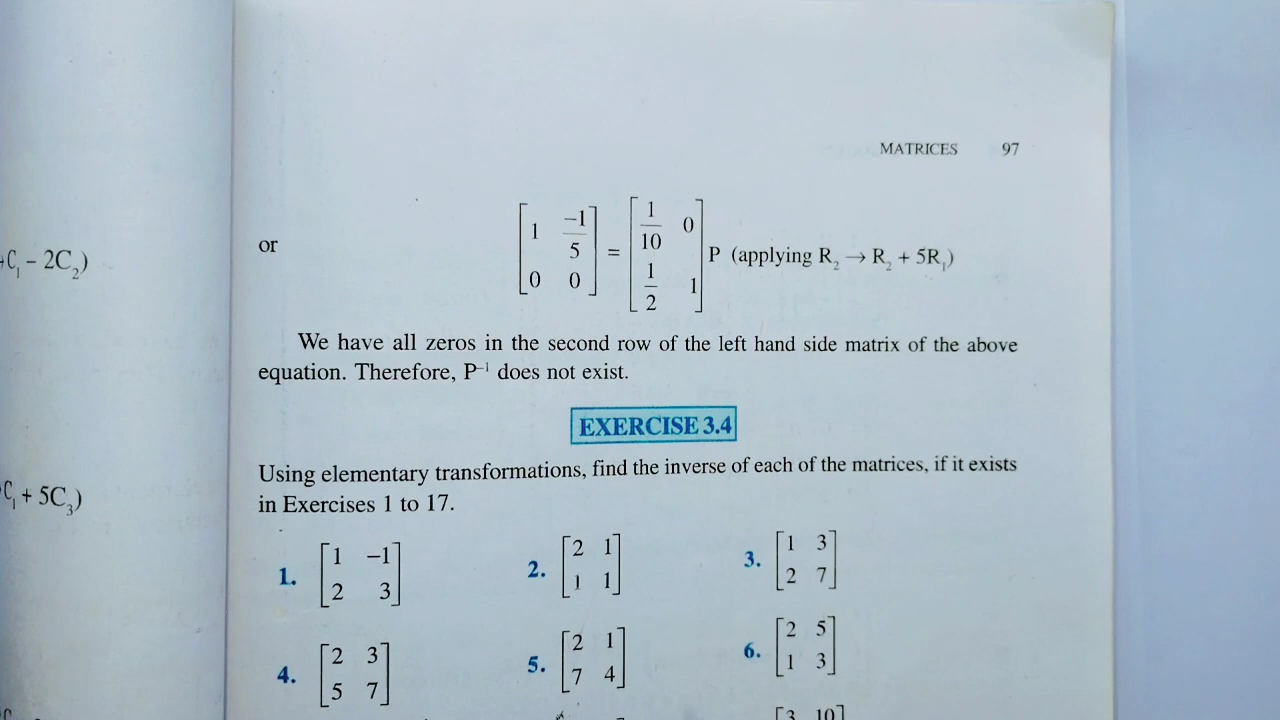 MATRICES 97
C₁ – 2C₂)
or [1 -1/5; 0 0] = [1/10 0; 1/2 1] P (applying R₂ → R₂ + 5R₁)
We have all zeros in the second row of the left hand side matrix of the above
equation. Therefore, P⁻¹ does not exist.
EXERCISE 3.4
Using elementary transformations, find the inverse of each of the matrices, if it exists
in Exercises 1 to 17.
C₁ + 5C₃)
1. [1 –1; 2 3] 2. [2 1; 1 1] 3. [1 3; 2 7]
4. [2 3; 5 7] 5. [2 1; 7 4] 6. [2 5; 1 3]
3 10